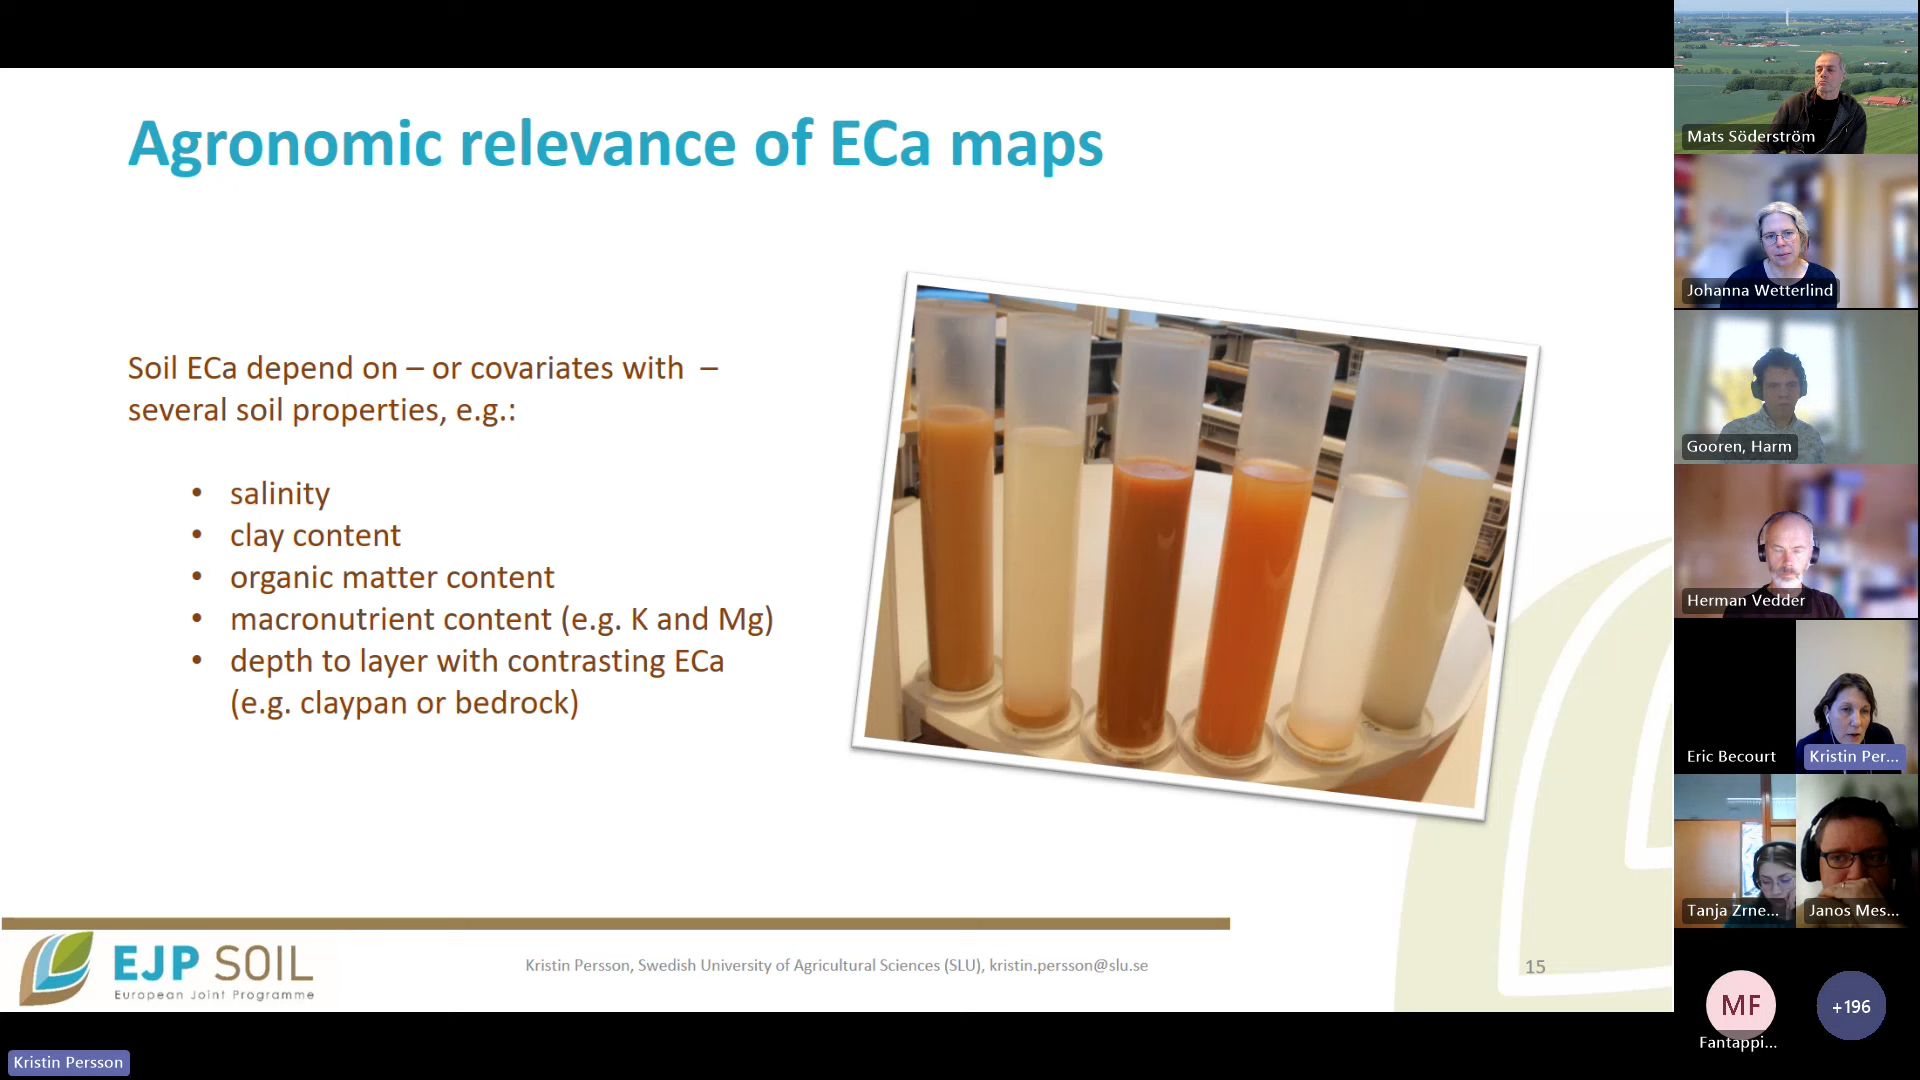 Agronomic relevance of ECa maps
Soil ECa depend on – or covariates with –
several soil properties, e.g.:
• salinity
• clay content
• organic matter content
• macronutrient content (e.g. K and Mg)
• depth to layer with contrasting ECa
(e.g. claypan or bedrock)
EJP SOIL
European Joint Programme
Kristin Persson, Swedish University of Agricultural Sciences (SLU), kristin.persson@slu.se
15
Kristin Persson
Mats Söderström
Johanna Wetterlind
Gooren, Harm
Herman Vedder
Eric Becourt
Kristin Per...
Tanja Zrne...
Janos Mes...
MF
Fantappi...
+196